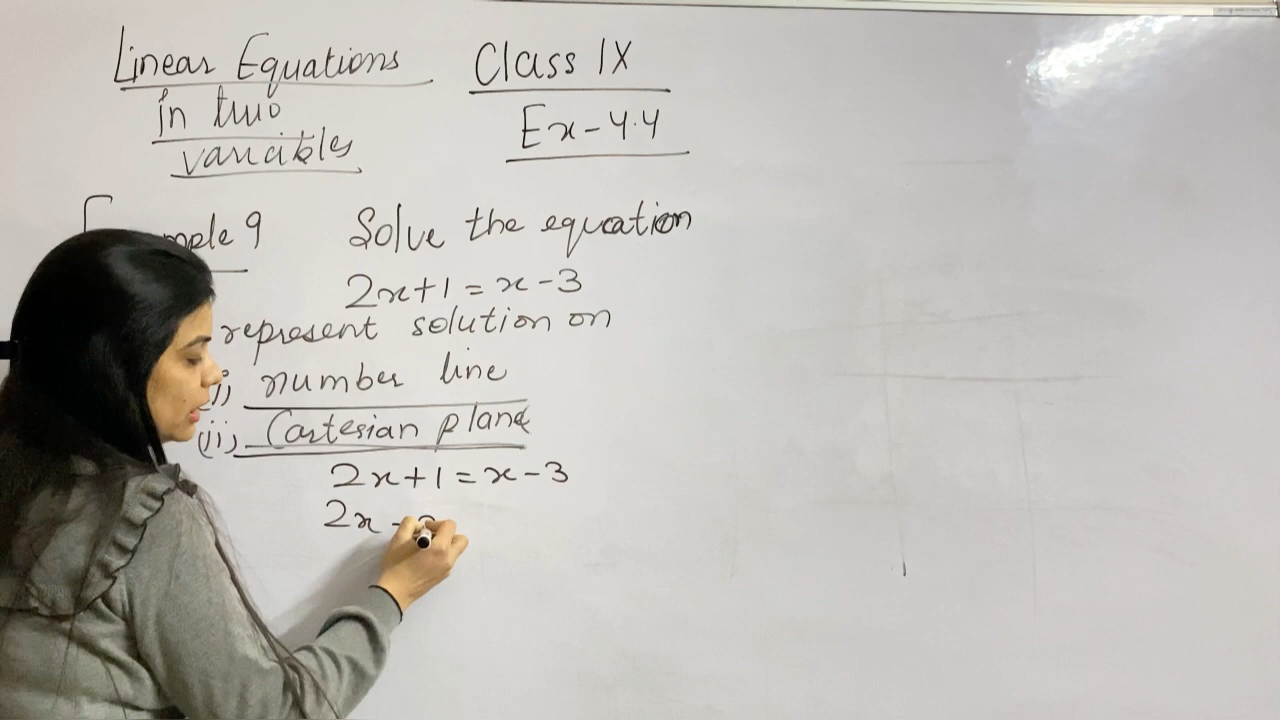 Linear Equations
in two
variables
Class IX
Ex-4.4
9 Solve the equation
2x+1=x-3
represent solution on
(i) number line
(ii) Cartesian plane
2x+1=x-3
2x -